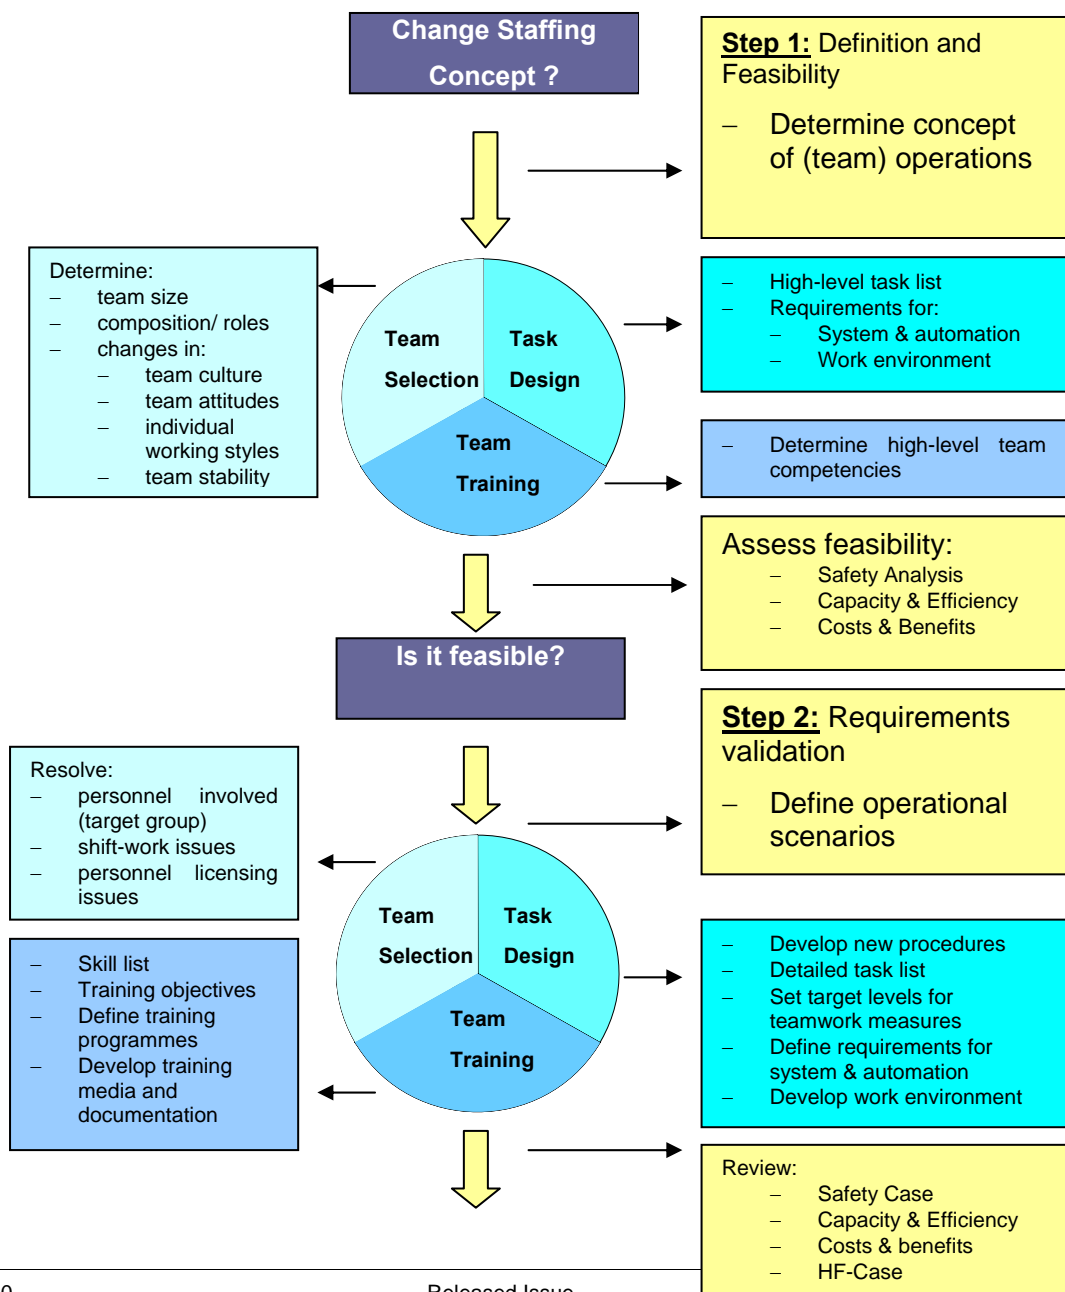 Change Staffing
Concept ?
Step 1: Definition and
Feasibility
– Determine concept
of (team) operations
Determine:
– team size
– composition/ roles
– changes in:
– team culture
– team attitudes
– individual
working styles
– team stability
Team
Selection
Task
Design
Team
Training
– High-level task list
– Requirements for:
– System & automation
– Work environment
– Determine high-level team
competencies
Assess feasibility:
– Safety Analysis
– Capacity & Efficiency
– Costs & Benefits
Is it feasible?
Step 2: Requirements
validation
– Define operational
scenarios
Resolve:
– personnel involved
(target group)
– shift-work issues
– personnel licensing
issues
– Skill list
– Training objectives
– Define training
programmes
– Develop training
media and
documentation
Team
Selection
Task
Design
Team
Training
– Develop new procedures
– Detailed task list
– Set target levels for
teamwork measures
– Define requirements for
system & automation
– Develop work environment
Review:
– Safety Case
– Capacity & Efficiency
– Costs & benefits
– HF-Case
0
Released Issue